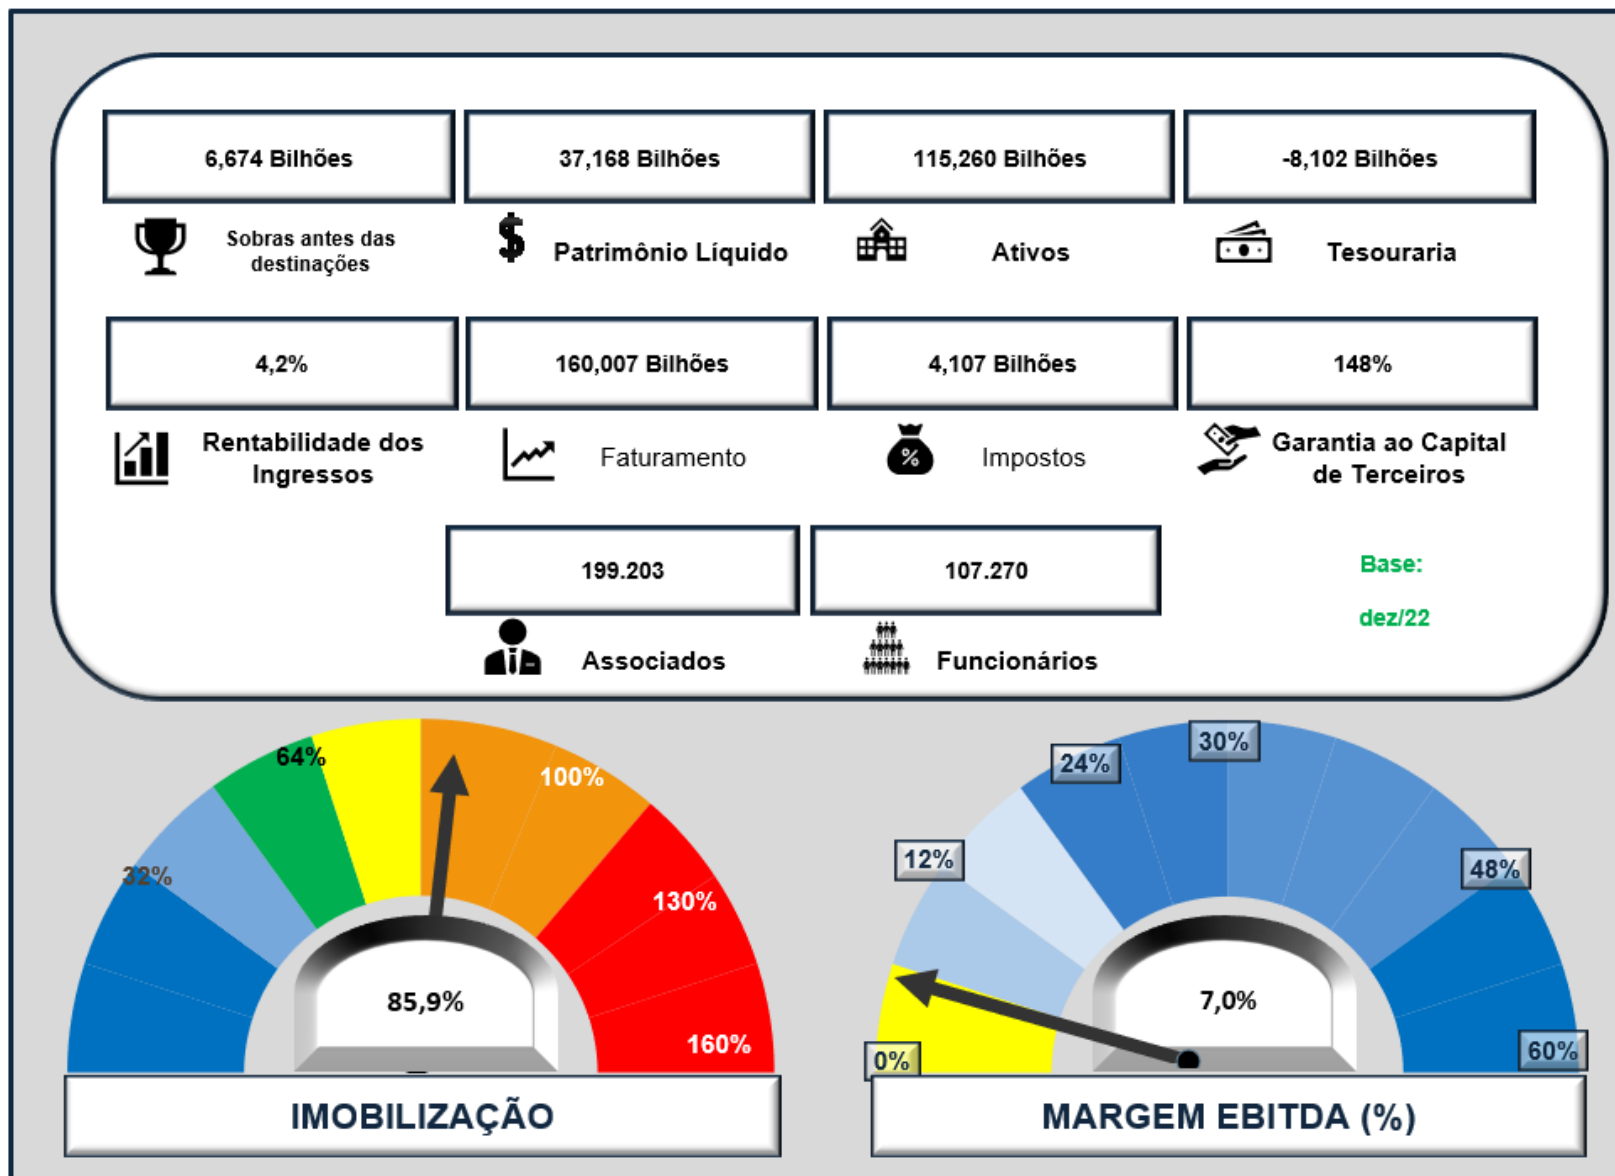 6,674 Bilhões
37,168 Bilhões
115,260 Bilhões
-8,102 Bilhões
Sobras antes das
destinações
$
Patrimônio Líquido
Ativos
Tesouraria
4,2%
160,007 Bilhões
4,107 Bilhões
148%
Rentabilidade dos
Ingressos
Faturamento
%
Impostos
Garantia ao Capital
de Terceiros
199.203
107.270
Base:
dez/22
Associados
Funcionários
32%
64%
100%
130%
160%
85,9%
IMOBILIZAÇÃO
0%
12%
24%
30%
48%
60%
7,0%
MARGEM EBITDA (%)